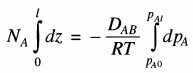 N_A ∫_0^l dz = − D_AB / RT ∫_{p_A0}^{p_Al} dp_A